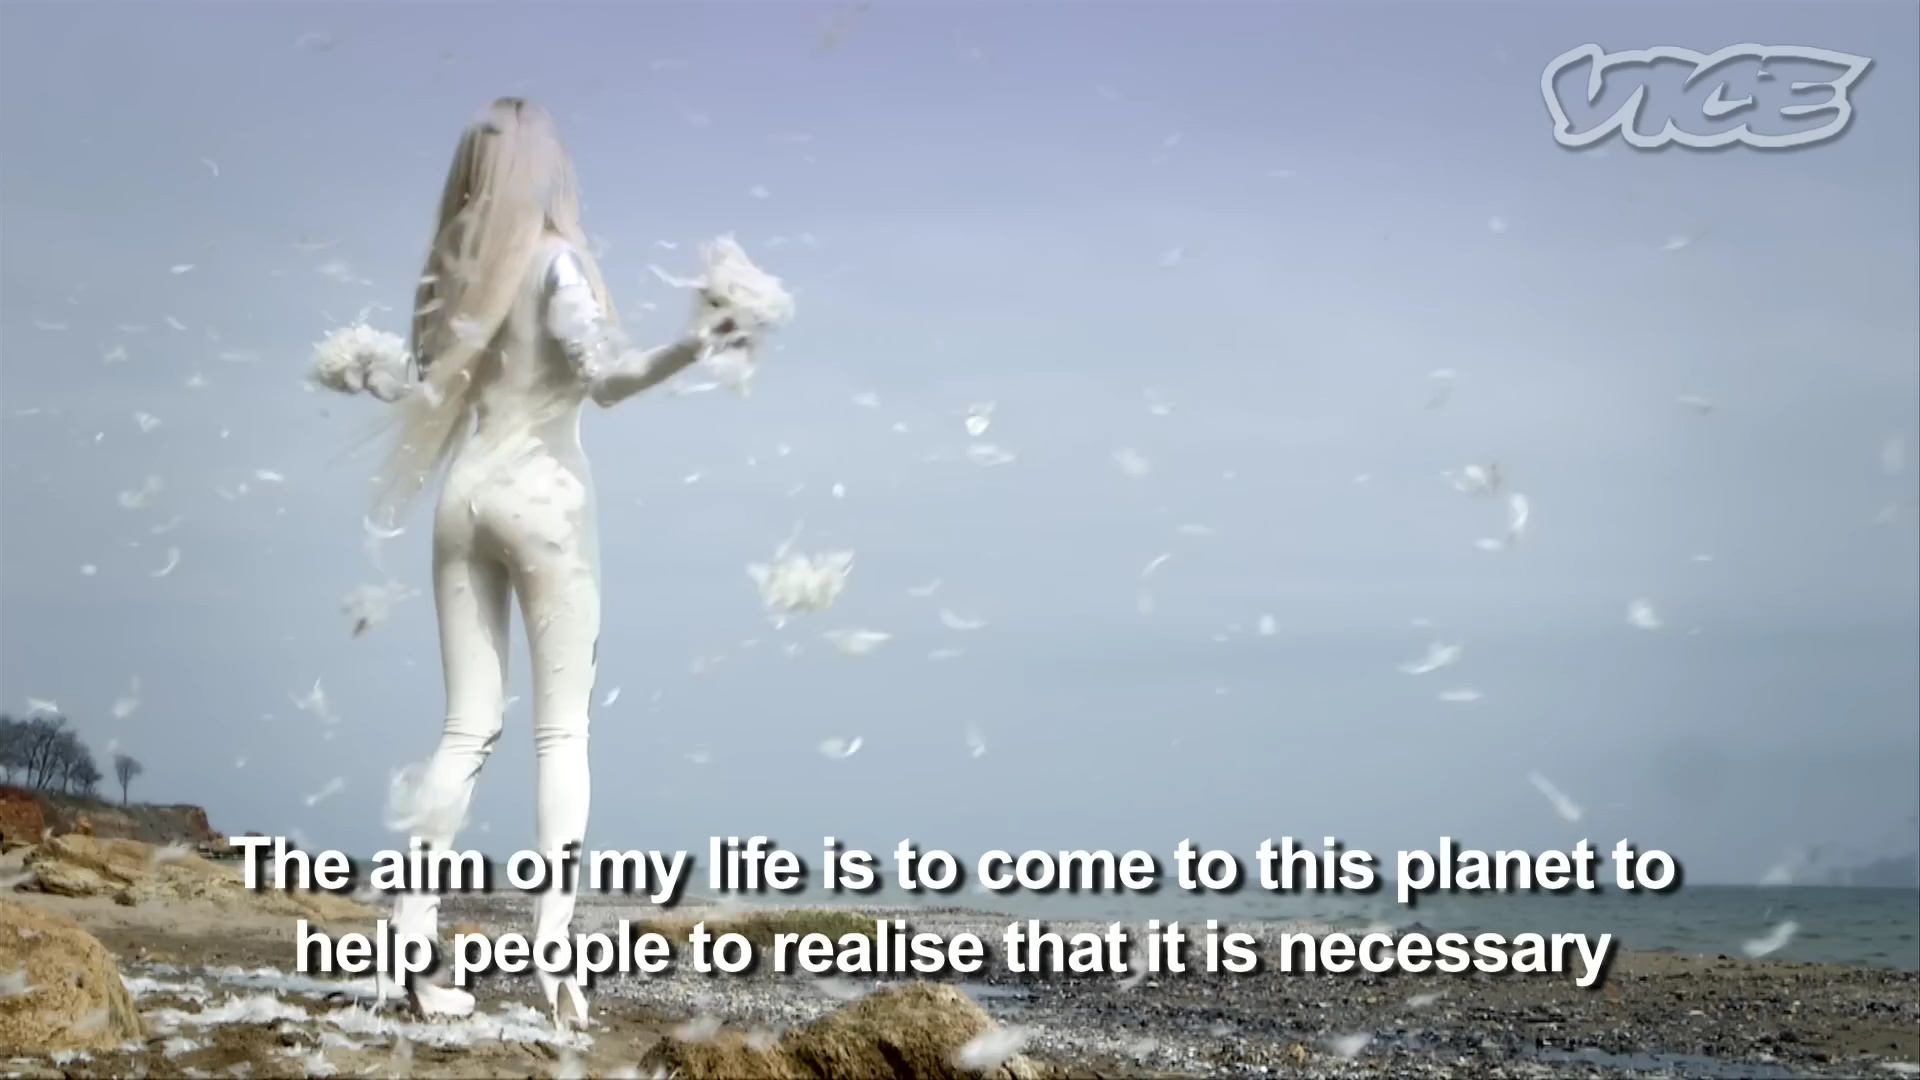 VICE
The aim of my life is to come to this planet to
help people to realise that it is necessary